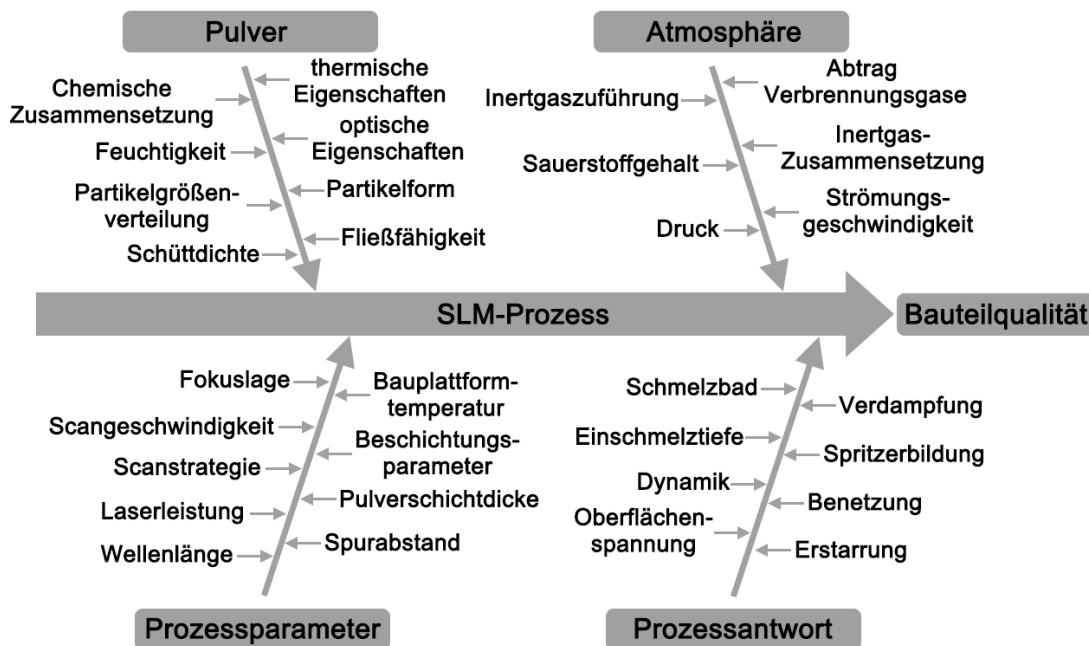 Pulver
thermische
Eigenschaften
Chemische
Zusammensetzung
optische
Eigenschaften
Feuchtigkeit
Partikelform
Partikelgrößen-
verteilung
Fließfähigkeit
Schüttdichte
Atmosphäre
Abtrag
Verbrennungsgase
Inertgaszuführung
Inertgas-
Zusammensetzung
Sauerstoffgehalt
Strömungs-
geschwindigkeit
Druck
SLM-Prozess
Bauteilqualität
Fokuslage
Bauplattform-
temperatur
Scangeschwindigkeit
Beschichtungs-
parameter
Scanstrategie
Pulverschichtdicke
Laserleistung
Spurabstand
Wellenlänge
Prozessparameter
Schmelzbad
Verdampfung
Einschmelztiefe
Spritzerbildung
Dynamik
Benetzung
Oberflächen-
spannung
Erstarrung
Prozessantwort